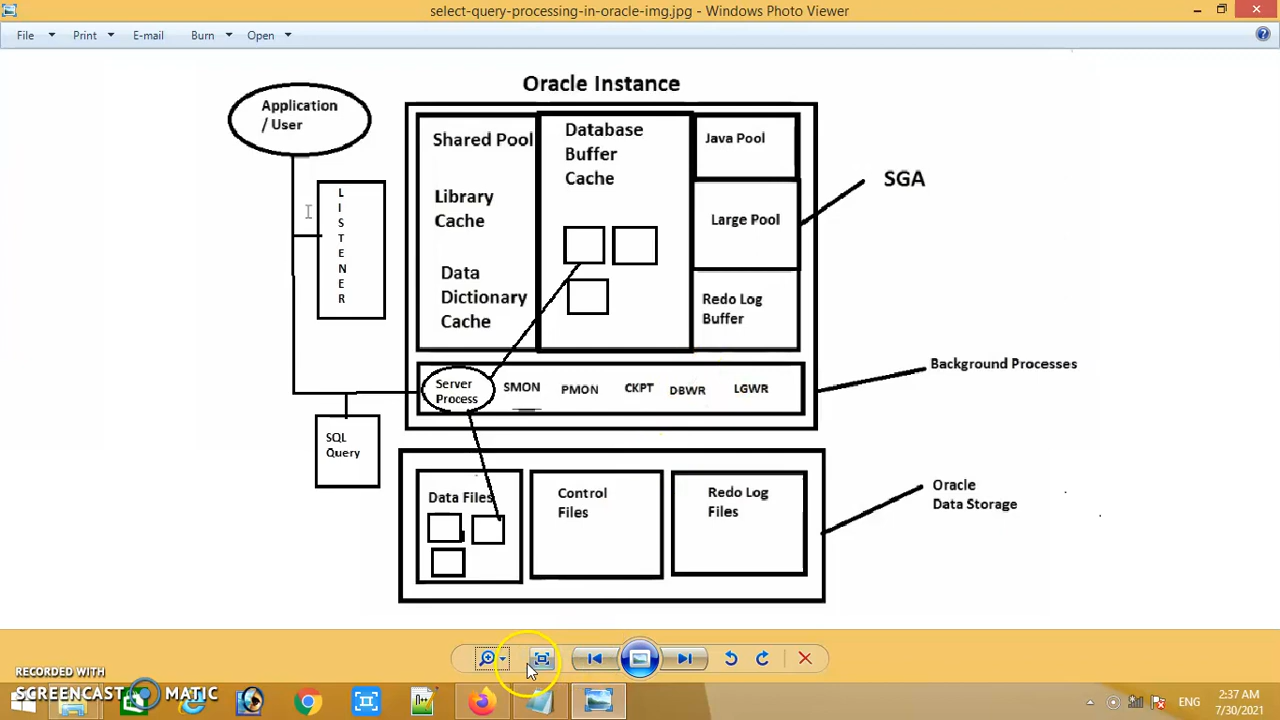 select-query-processing-in-oracle-img.jpg - Windows Photo Viewer
File Print E-mail Burn Open
Oracle Instance
Application
/ User
LISTENER
SQL
Query
Shared Pool
Library
Cache
Data
Dictionary
Cache
Database
Buffer
Cache
Java Pool
Large Pool
Redo Log
Buffer
SGA
Server
Process
SMON PMON CKPT DBWR LGWR
Background Processes
Data Files
Control
Files
Redo Log
Files
Oracle
Data Storage
RECORDED WITH
SCREENCAST MATIC
ENG
2:37 AM
7/30/2021